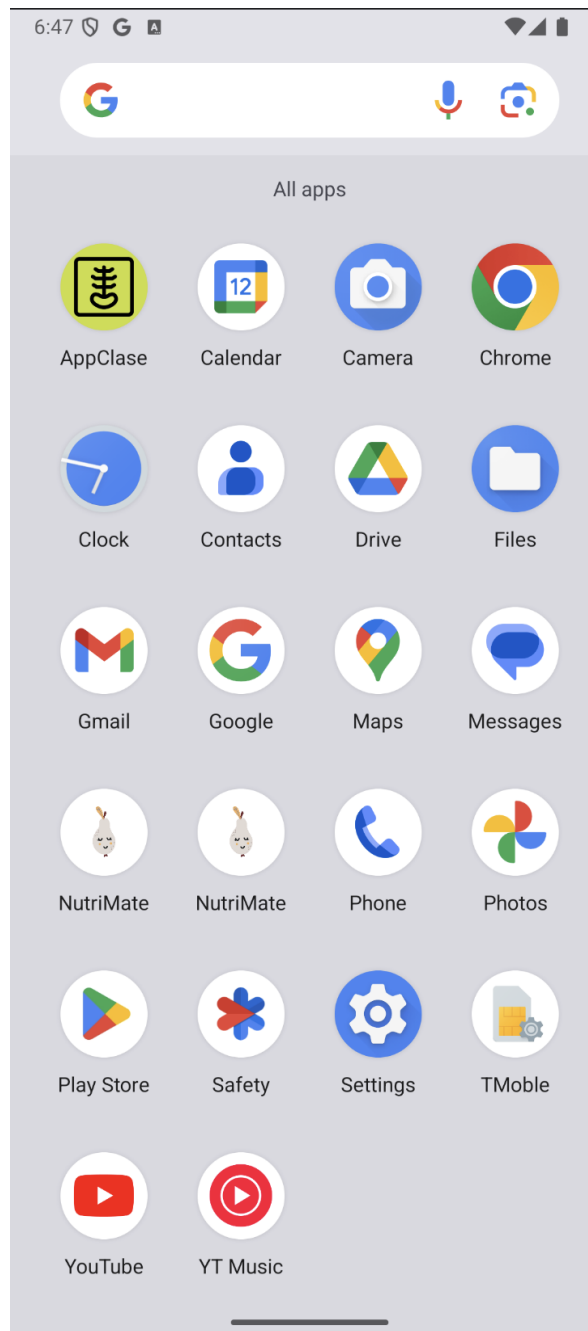 6:47
All apps
AppClase Calendar Camera Chrome
Clock Contacts Drive Files
Gmail Google Maps Messages
NutriMate NutriMate Phone Photos
Play Store Safety Settings TMoble
YouTube YT Music